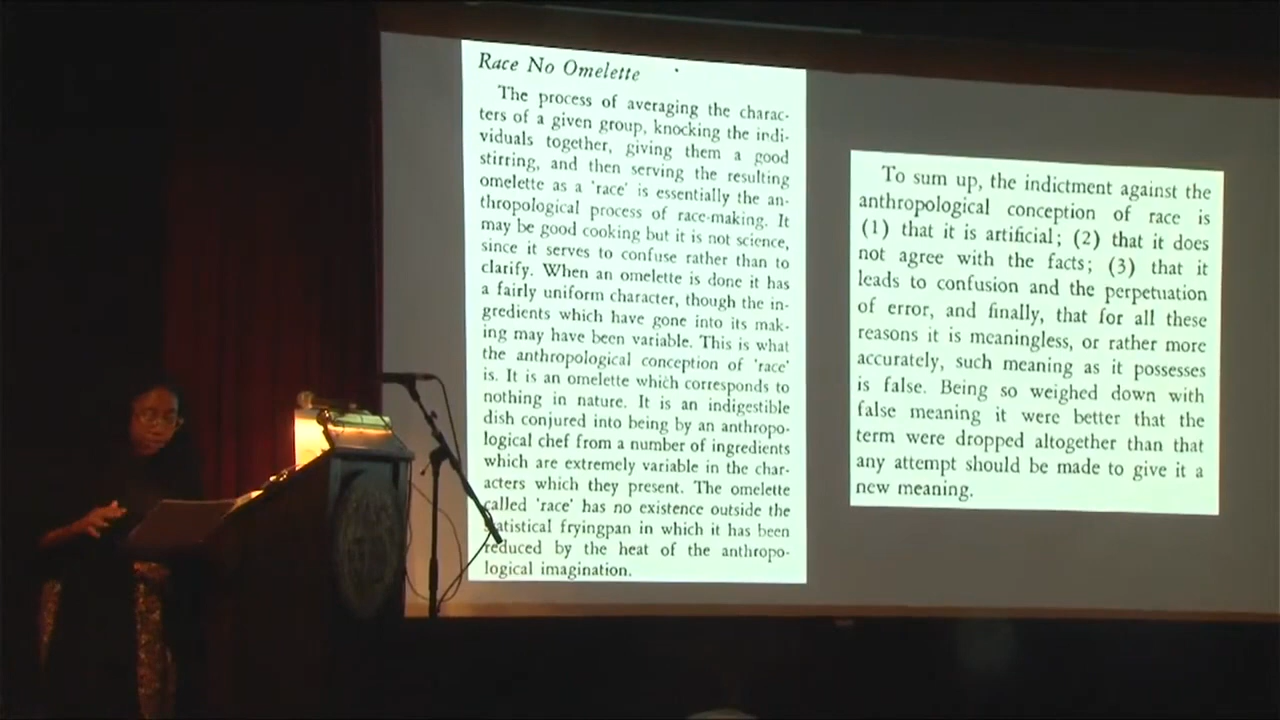 Race No Omelette
The process of averaging the charac-
ters of a given group, knocking the indi-
viduals together, giving them a good
stirring, and then serving the resulting
omelette as a 'race' is essentially the an-
thropological process of race-making. It
may be good cooking but it is not science,
since it serves to confuse rather than to
clarify. When an omelette is done it has
a fairly uniform character, though the in-
gredients which have gone into its mak-
ing may have been variable. This is what
the anthropological conception of 'race'
is. It is an omelette which corresponds to
nothing in nature. It is an indigestible
dish conjured into being by an anthropo-
logical chef from a number of ingredients
which are extremely variable in the char-
acters which they present. The omelette
called 'race' has no existence outside the
statistical fryingpan in which it has been
reduced by the heat of the anthropo-
logical imagination.
To sum up, the indictment against the
anthropological conception of race is
(1) that it is artificial; (2) that it does
not agree with the facts; (3) that it
leads to confusion and the perpetuation
of error, and finally, that for all these
reasons it is meaningless, or rather more
accurately, such meaning as it possesses
is false. Being so weighed down with
false meaning it were better that the
term were dropped altogether than that
any attempt should be made to give it a
new meaning.